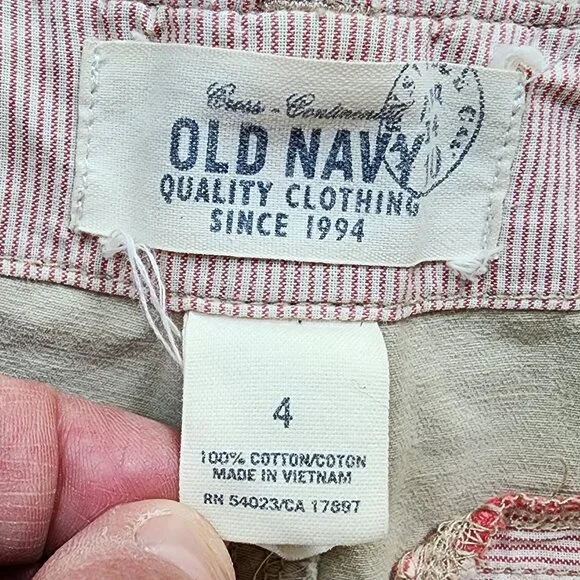 Cross - Continental
OLD NAVY
QUALITY CLOTHING
SINCE 1994
4
100% COTTON/COTON
MADE IN VIETNAM
RN 54023/CA 17897